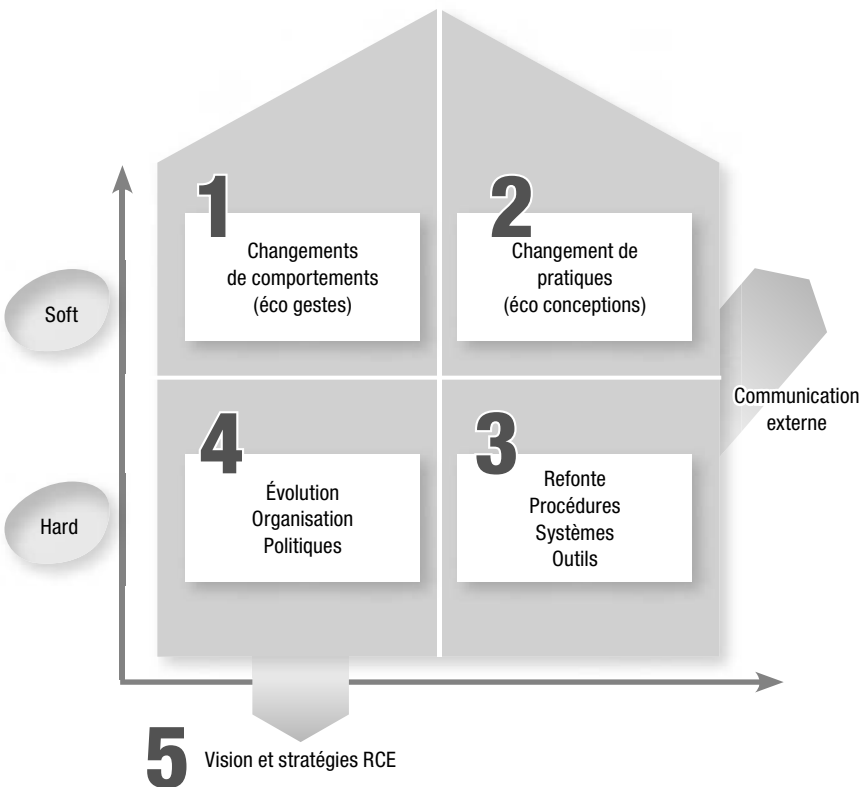 1
Changements
de comportements
(éco gestes)
2
Changement de
pratiques
(éco conceptions)
Soft
Communication
externe
4
Évolution
Organisation
Politiques
3
Refonte
Procédures
Systèmes
Outils
Hard
5
Vision et stratégies RCE